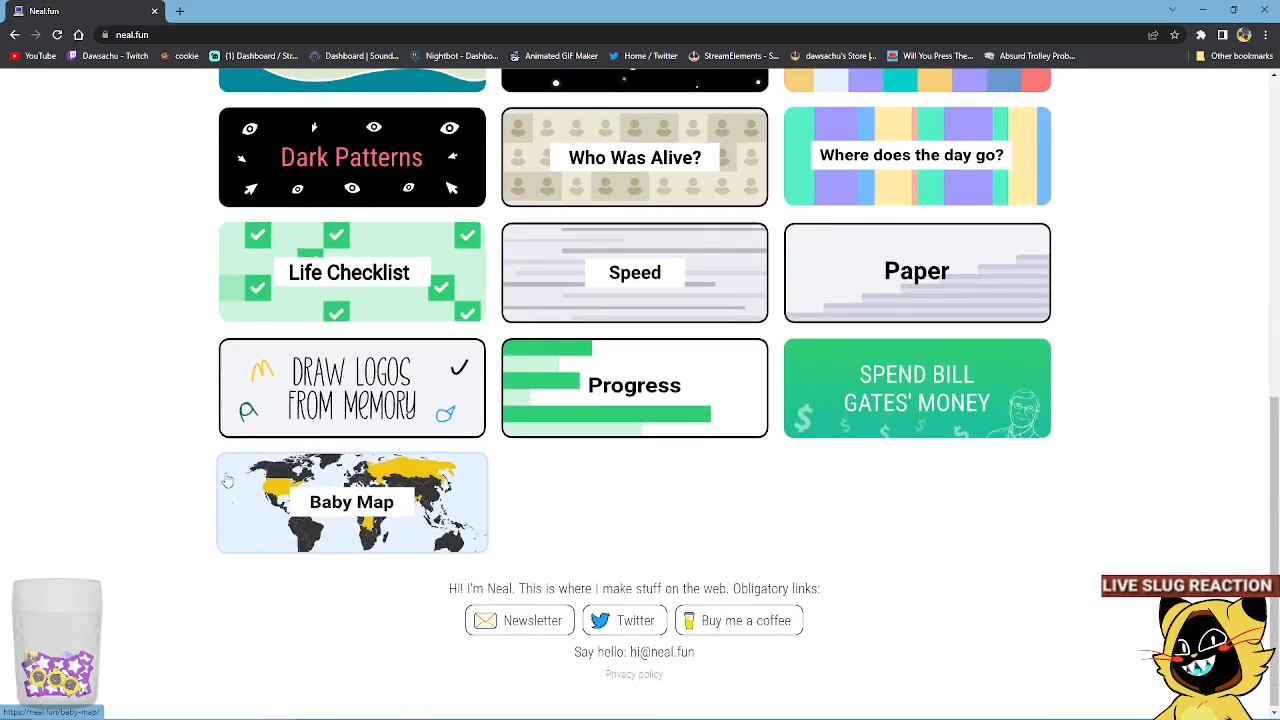 Neal.fun
neal.fun
YouTube
Twitch
cookie
(1) Dashboard / Str...
Dashboard | Sound...
Nightbot - Dashbo...
Animated GIF Maker
Home / Twitter
StreamElements - S...
dawsachu's Store |...
Will You Press The...
Absurd Trolley Prob...
Other bookmarks
Dark Patterns
Who Was Alive?
Where does the day go?
Life Checklist
Speed
Paper
DRAW LOGOS
FROM MEMORY
Progress
SPEND BILL
GATES' MONEY
Baby Map
Hi! I'm Neal. This is where I make stuff on the web. Obligatory links:
Newsletter
Twitter
Buy me a coffee
Say hello: hi@neal.fun
Privacy policy
LIVE SLUG REACTION
https://neal.fun/baby-map/